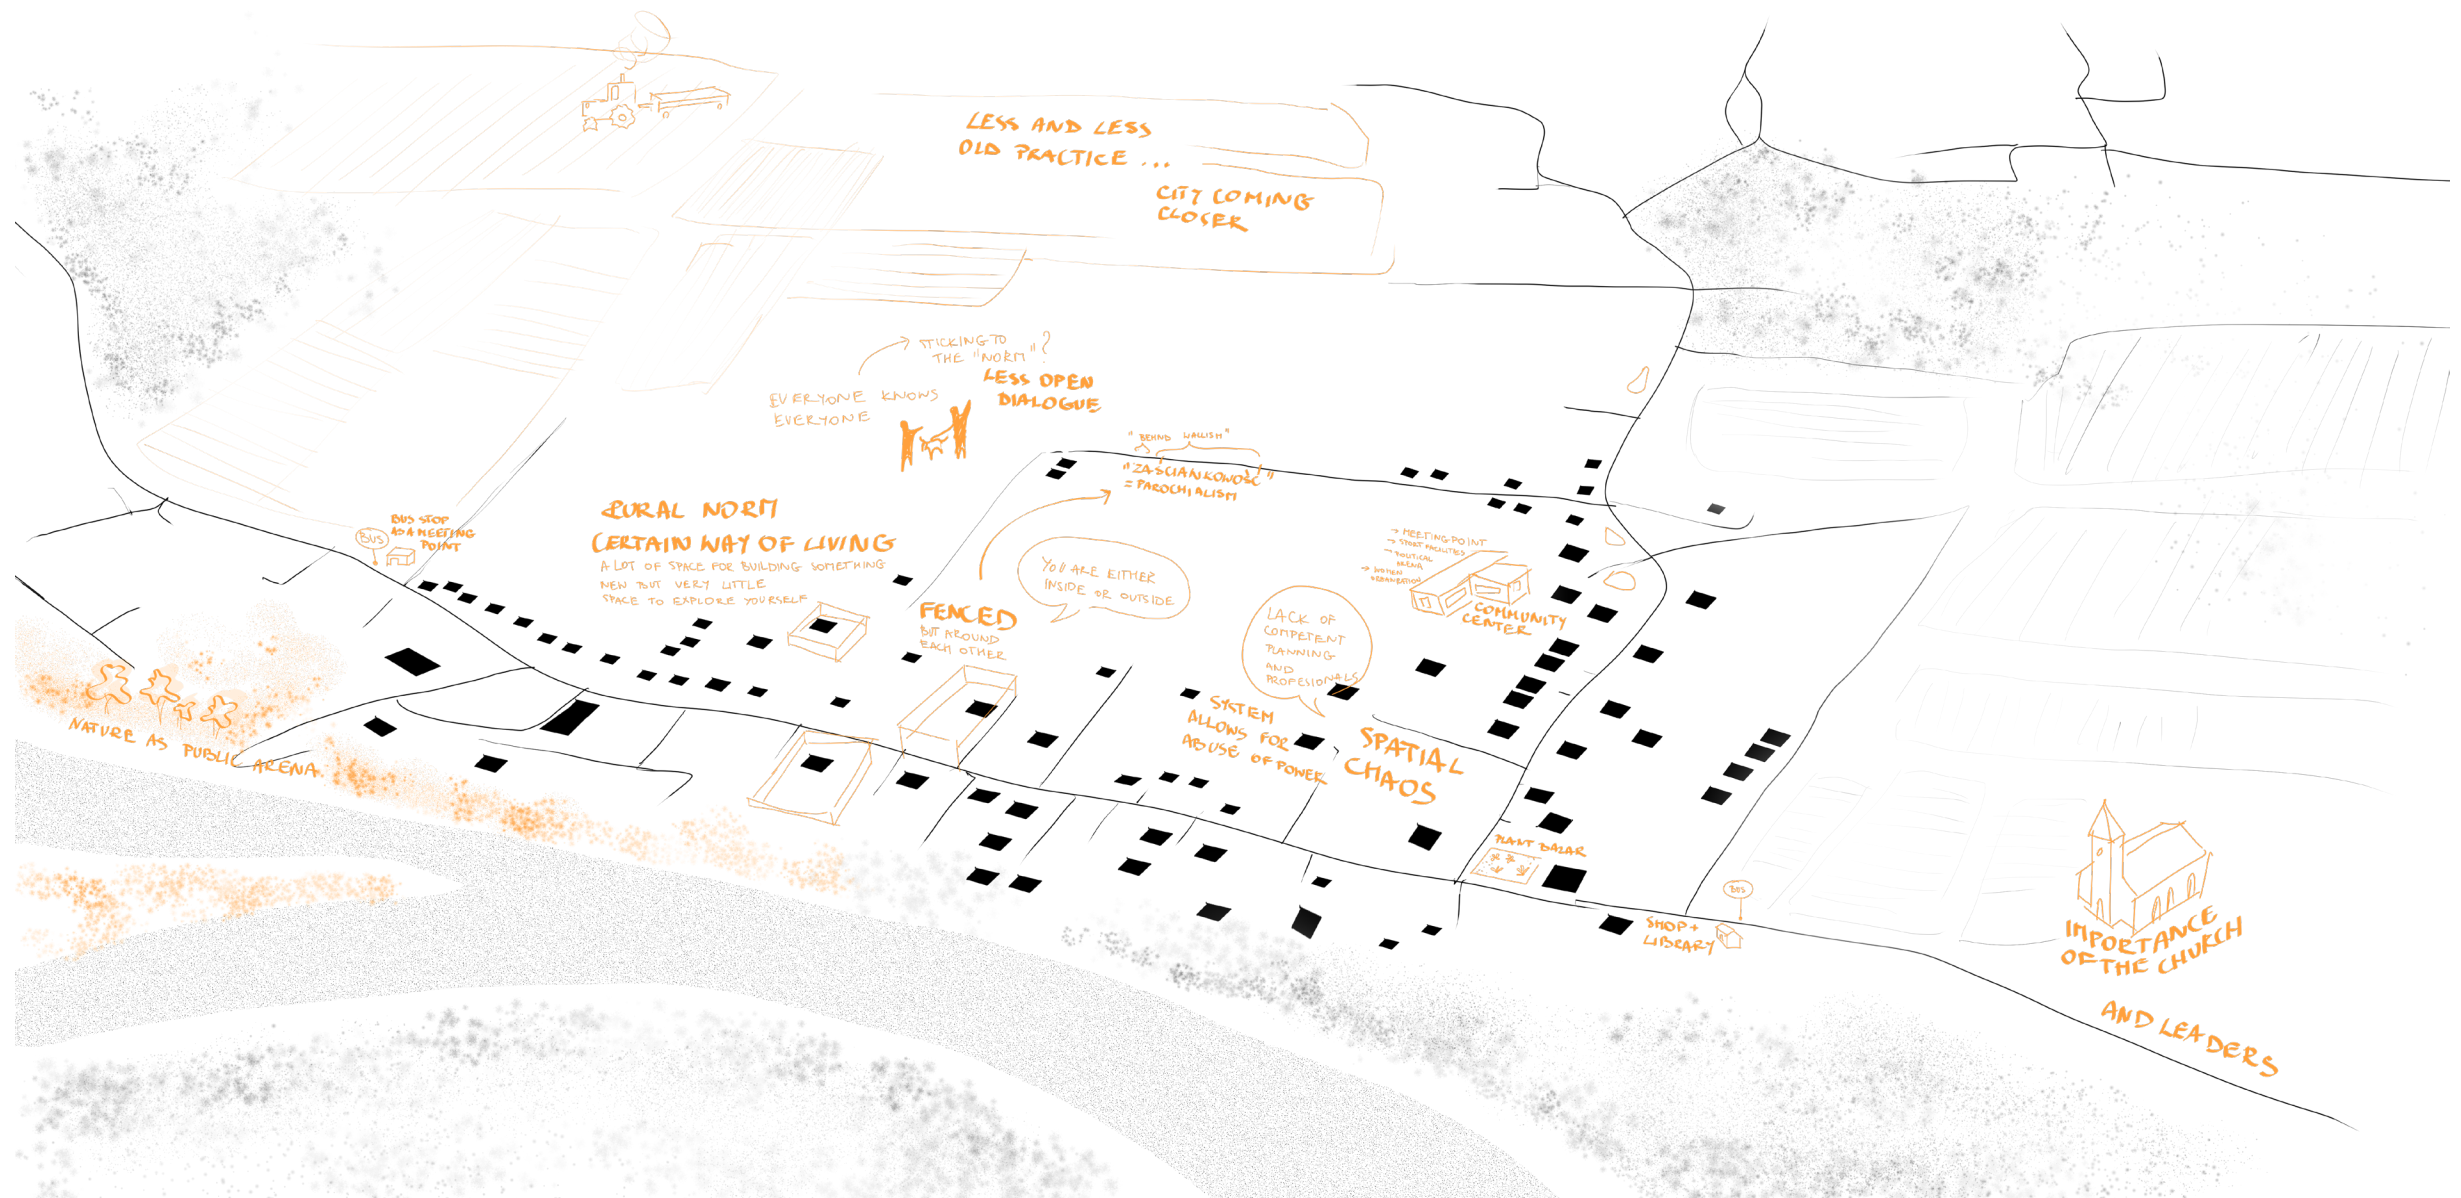 LESS AND LESS
OLD PRACTICE ...
CITY COMING
CLOSER
STICKING TO
THE "NORM"?
LESS OPEN
DIALOGUE
EVERYONE KNOWS
EVERYONE
"BEHIND WALLISM"
"ZAŚCIANKOWOŚĆ"
= PAROCHIALISM
RURAL NORM
CERTAIN WAY OF LIVING
A LOT OF SPACE FOR BUILDING SOMETHING
NEW BUT VERY LITTLE
SPACE TO EXPLORE YOURSELF
BUS
BUS STOP
AS A MEETING
POINT
FENCED
BUT AROUND
EACH OTHER
YOU ARE EITHER
INSIDE OR OUTSIDE
→ MEETING POINT
→ SPORT FACILITIES
→ POLITICAL
ARENA
→ WOMEN
ORGANIZATION
COMMUNITY
CENTER
LACK OF
COMPETENT
PLANNING
AND
PROFESIONALS
SYSTEM
ALLOWS FOR
ABUSE OF POWER
SPATIAL
CHAOS
NATURE AS PUBLIC ARENA
PLANT BAZAR
BUS
SHOP +
LIBRARY
IMPORTANCE
OF THE CHURCH
AND LEADERS